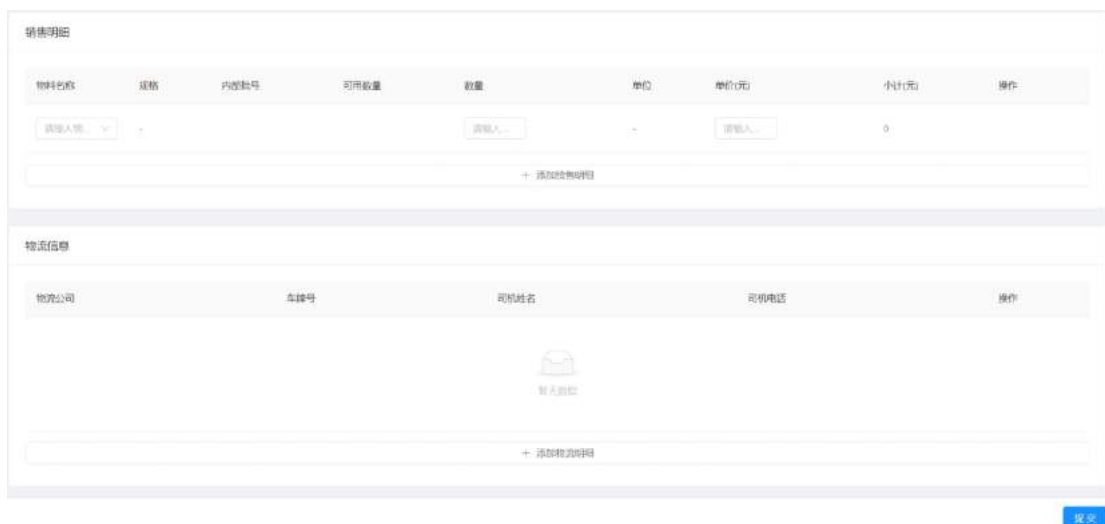 销售明细
物料名称 规格 内部批号 可用数量 数量 单位 单价(元) 小计(元) 操作
请输入物... - 请输入... - 请输入... 0
+ 添加销售明细
物流信息
物流公司 车牌号 司机姓名 司机电话 操作
暂无数据
+ 添加物流明细
提交